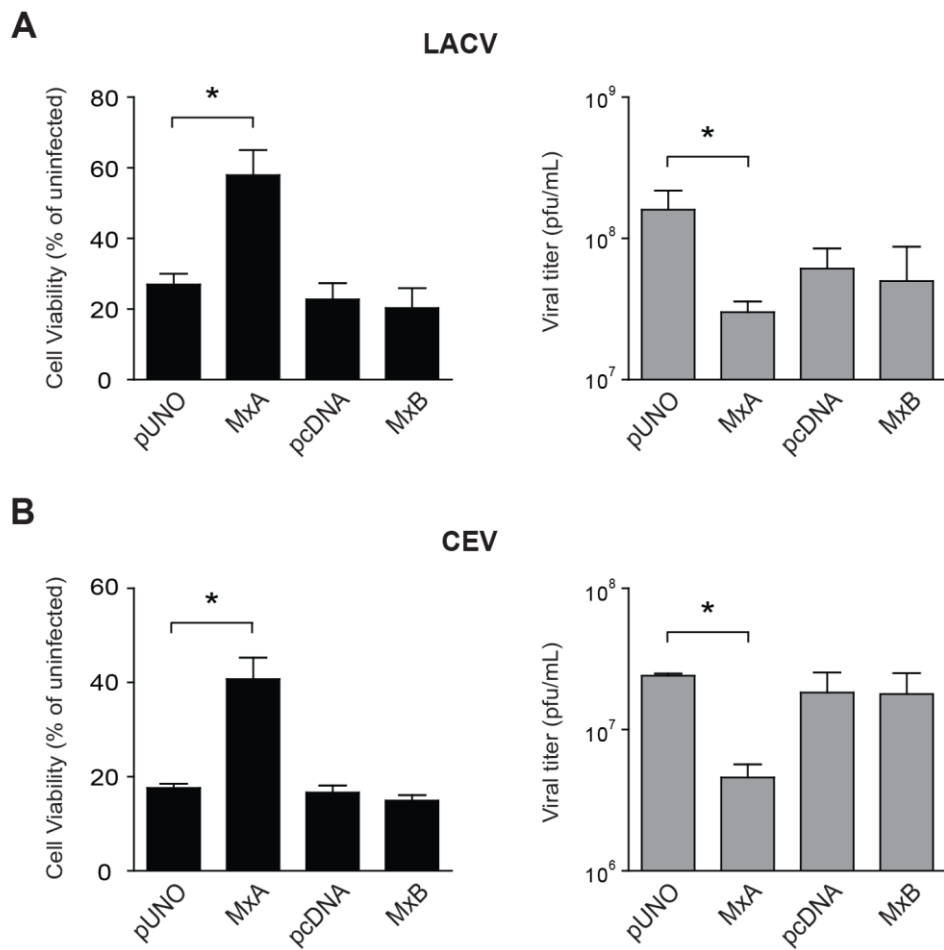 A
LACV
Cell Viability (% of uninfected)
80
60
40
20
0
*
pUNO
MxA
pcDNA
MxB
Viral titer (pfu/mL)
10⁹
10⁸
10⁷
*
pUNO
MxA
pcDNA
MxB
B
CEV
Cell Viability (% of uninfected)
60
40
20
0
*
pUNO
MxA
pcDNA
MxB
Viral titer (pfu/mL)
10⁸
10⁷
10⁶
*
pUNO
MxA
pcDNA
MxB